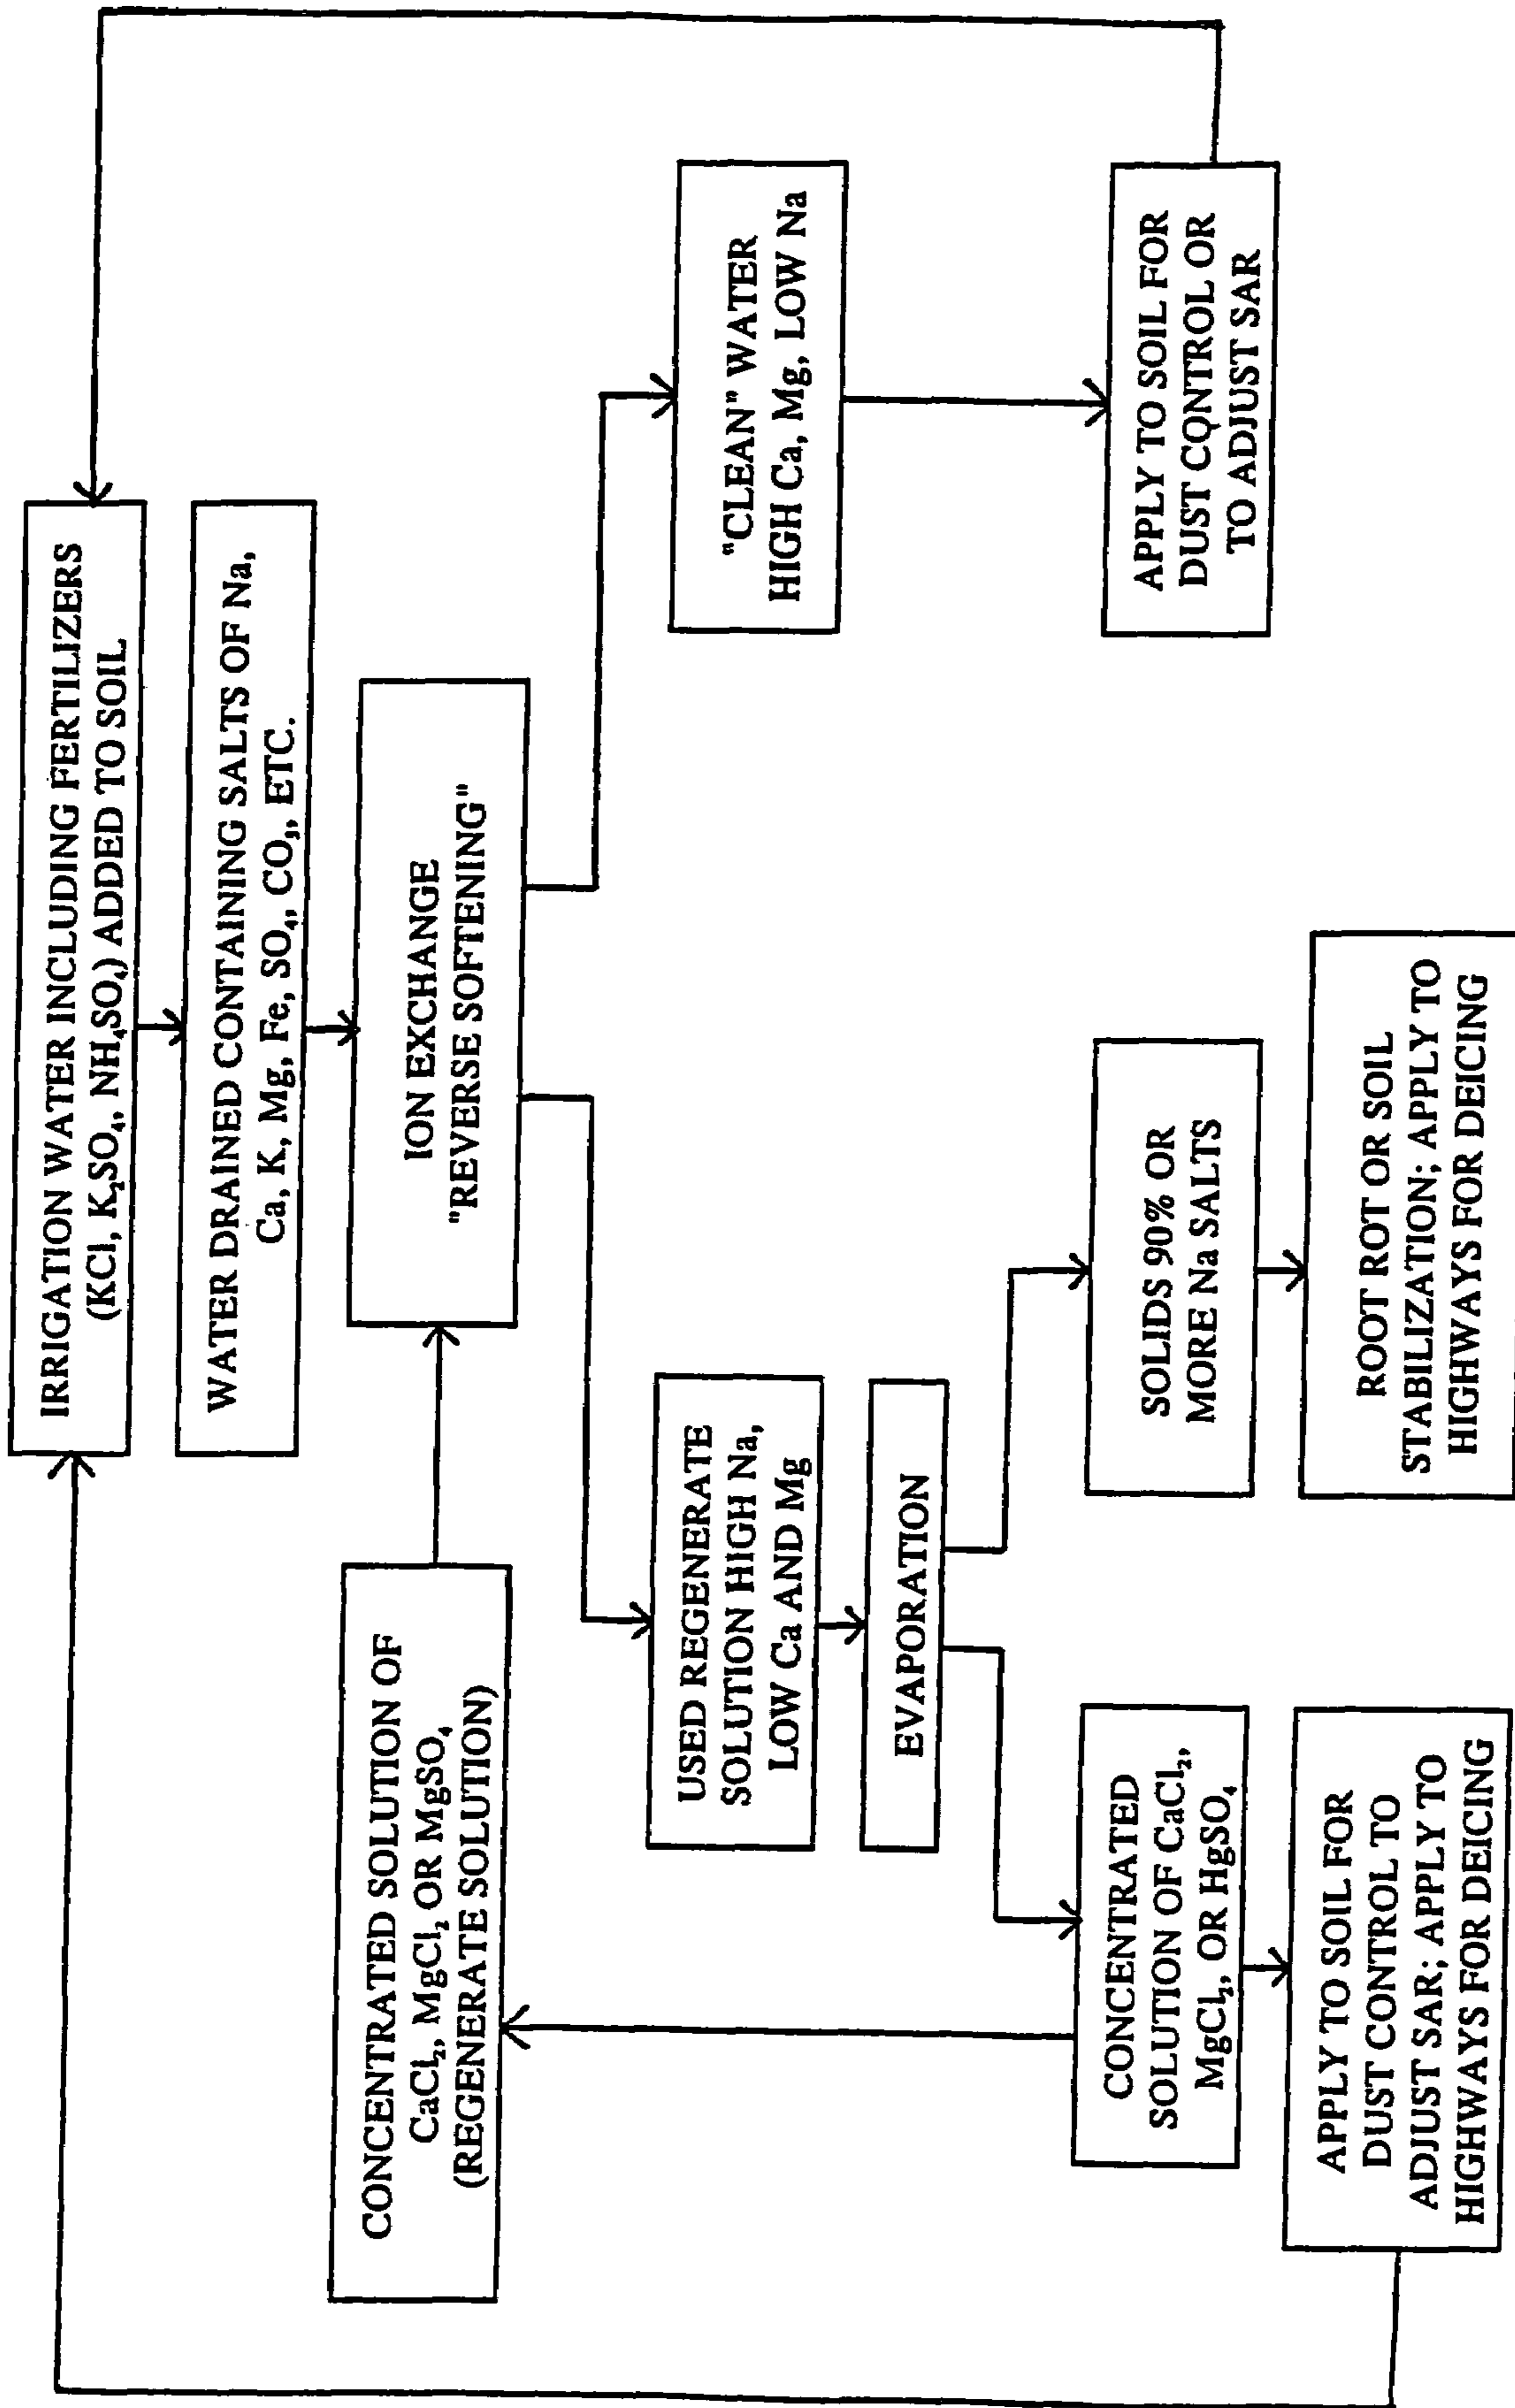 IRRIGATION WATER INCLUDING FERTILIZERS
(KCl, K₂SO₄, NH₄SO₄) ADDED TO SOIL
WATER DRAINED CONTAINING SALTS OF Na,
Ca, K, Mg, Fe, SO₄, CO₃, ETC.
CONCENTRATED SOLUTION OF
CaCl₂, MgCl₂ OR MgSO₄
(REGENERATE SOLUTION)
ION EXCHANGE
"REVERSE SOFTENING"
USED REGENERATE
SOLUTION HIGH Na,
LOW Ca AND Mg
"CLEAN" WATER
HIGH Ca, Mg, LOW Na
EVAPORATION
CONCENTRATED
SOLUTION OF CaCl₂,
MgCl₂, OR HgSO₄
SOLIDS 90% OR
MORE Na SALTS
APPLY TO SOIL FOR
DUST CONTROL OR
TO ADJUST SAR
APPLY TO SOIL FOR
DUST CONTROL TO
ADJUST SAR; APPLY TO
HIGHWAYS FOR DEICING
ROOT ROT OR SOIL
STABILIZATION; APPLY TO
HIGHWAYS FOR DEICING